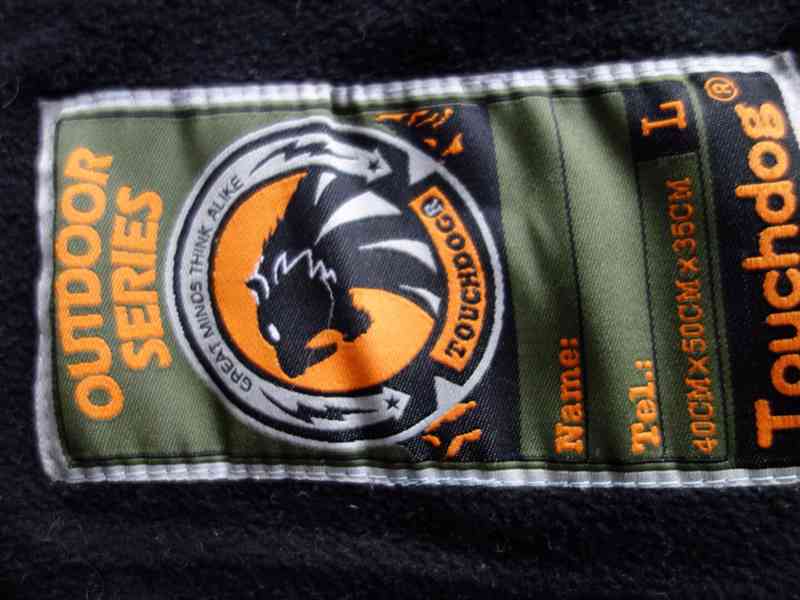 OUTDOOR
SERIES
GREAT MINDS THINK ALIKE
TOUCHDOG®
Name:
Tel.:
L
40CM×50CM×35CM
Touchdog®